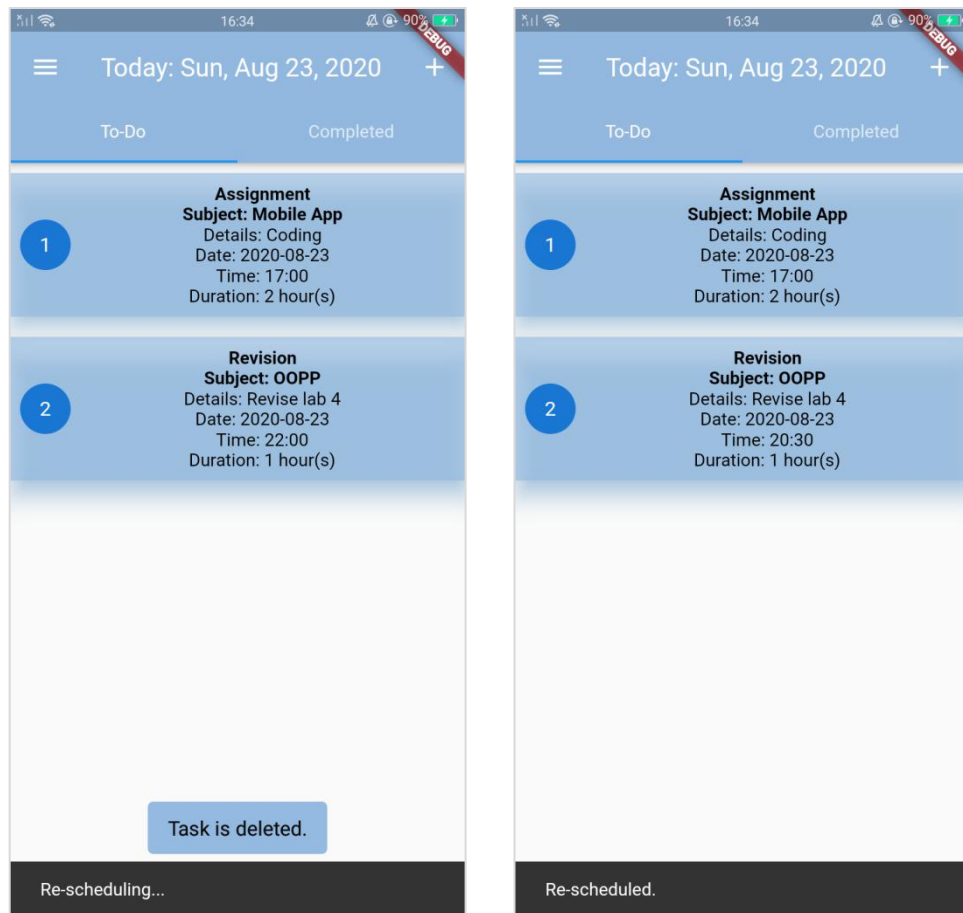 16:34
90%
DEBUG
Today: Sun, Aug 23, 2020
+
To-Do
Completed
Assignment
Subject: Mobile App
1
Details: Coding
Date: 2020-08-23
Time: 17:00
Duration: 2 hour(s)
Revision
Subject: OOPP
2
Details: Revise lab 4
Date: 2020-08-23
Time: 22:00
Duration: 1 hour(s)
Task is deleted.
Re-scheduling...
16:34
90%
DEBUG
Today: Sun, Aug 23, 2020
+
To-Do
Completed
Assignment
Subject: Mobile App
1
Details: Coding
Date: 2020-08-23
Time: 17:00
Duration: 2 hour(s)
Revision
Subject: OOPP
2
Details: Revise lab 4
Date: 2020-08-23
Time: 20:30
Duration: 1 hour(s)
Re-scheduled.